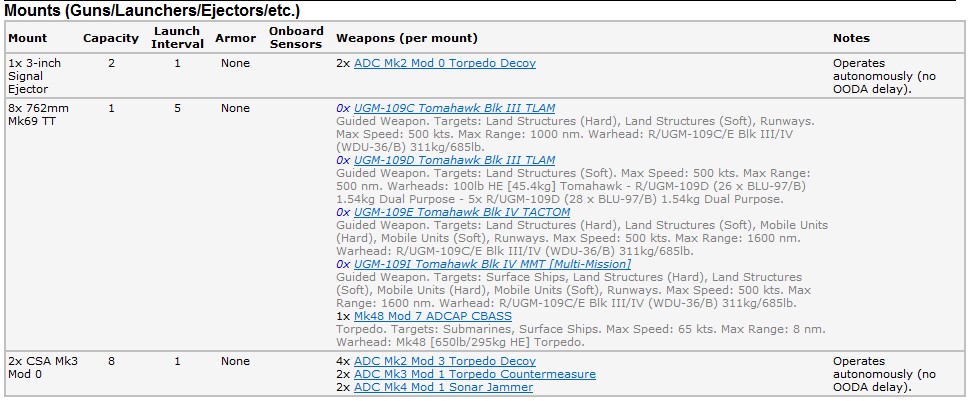 Mounts (Guns/Launchers/Ejectors/etc.)
Mount Capacity Launch Interval Armor Onboard Sensors Weapons (per mount) Notes
1x 3-inch Signal Ejector 2 1 None 2x ADC Mk2 Mod 0 Torpedo Decoy Operates autonomously (no OODA delay).
8x 762mm Mk69 TT 1 5 None 0x UGM-109C Tomahawk Blk III TLAM
Guided Weapon. Targets: Land Structures (Hard), Land Structures (Soft), Runways.
Max Speed: 500 kts. Max Range: 1000 nm. Warhead: R/UGM-109C/E Blk III/IV
(WDU-36/B) 311kg/685lb.
0x UGM-109D Tomahawk Blk III TLAM
Guided Weapon. Targets: Land Structures (Soft). Max Speed: 500 kts. Max Range:
500 nm. Warheads: 100lb HE [45.4kg] Tomahawk - R/UGM-109D (26 x BLU-97/B)
1.54kg Dual Purpose - 5x R/UGM-109D (28 x BLU-97/B) 1.54kg Dual Purpose.
0x UGM-109E Tomahawk Blk IV TACTOM
Guided Weapon. Targets: Land Structures (Hard), Land Structures (Soft), Mobile Units
(Hard), Mobile Units (Soft), Runways. Max Speed: 500 kts. Max Range: 1600 nm.
Warhead: R/UGM-109C/E Blk III/IV (WDU-36/B) 311kg/685lb.
0x UGM-109I Tomahawk Blk IV MMT [Multi-Mission]
Guided Weapon. Targets: Surface Ships, Land Structures (Hard), Land Structures
(Soft), Mobile Units (Hard), Mobile Units (Soft), Runways. Max Speed: 500 kts. Max
Range: 1600 nm. Warhead: R/UGM-109C/E Blk III/IV (WDU-36/B) 311kg/685lb.
1x Mk48 Mod 7 ADCAP CBASS
Torpedo. Targets: Submarines, Surface Ships. Max Speed: 65 kts. Max Range: 8 nm.
Warhead: Mk48 [650lb/295kg HE] Torpedo.
2x CSA Mk3 Mod 0 8 1 None 4x ADC Mk2 Mod 3 Torpedo Decoy Operates autonomously (no OODA delay).
2x ADC Mk3 Mod 1 Torpedo Countermeasure
2x ADC Mk4 Mod 1 Sonar Jammer